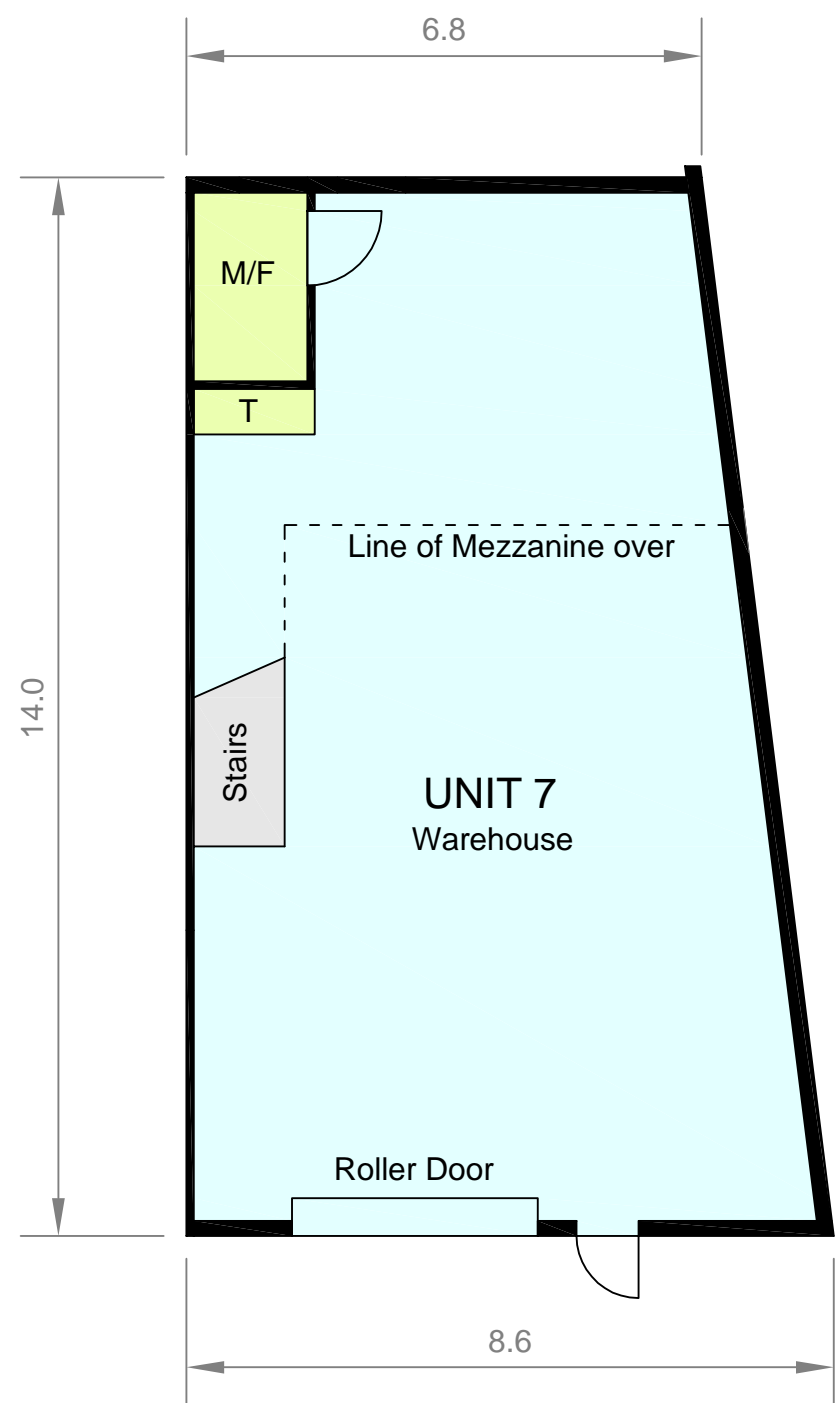 6.8
M/F
T
Line of Mezzanine over
14.0
Stairs
UNIT 7
Warehouse
Roller Door
8.6